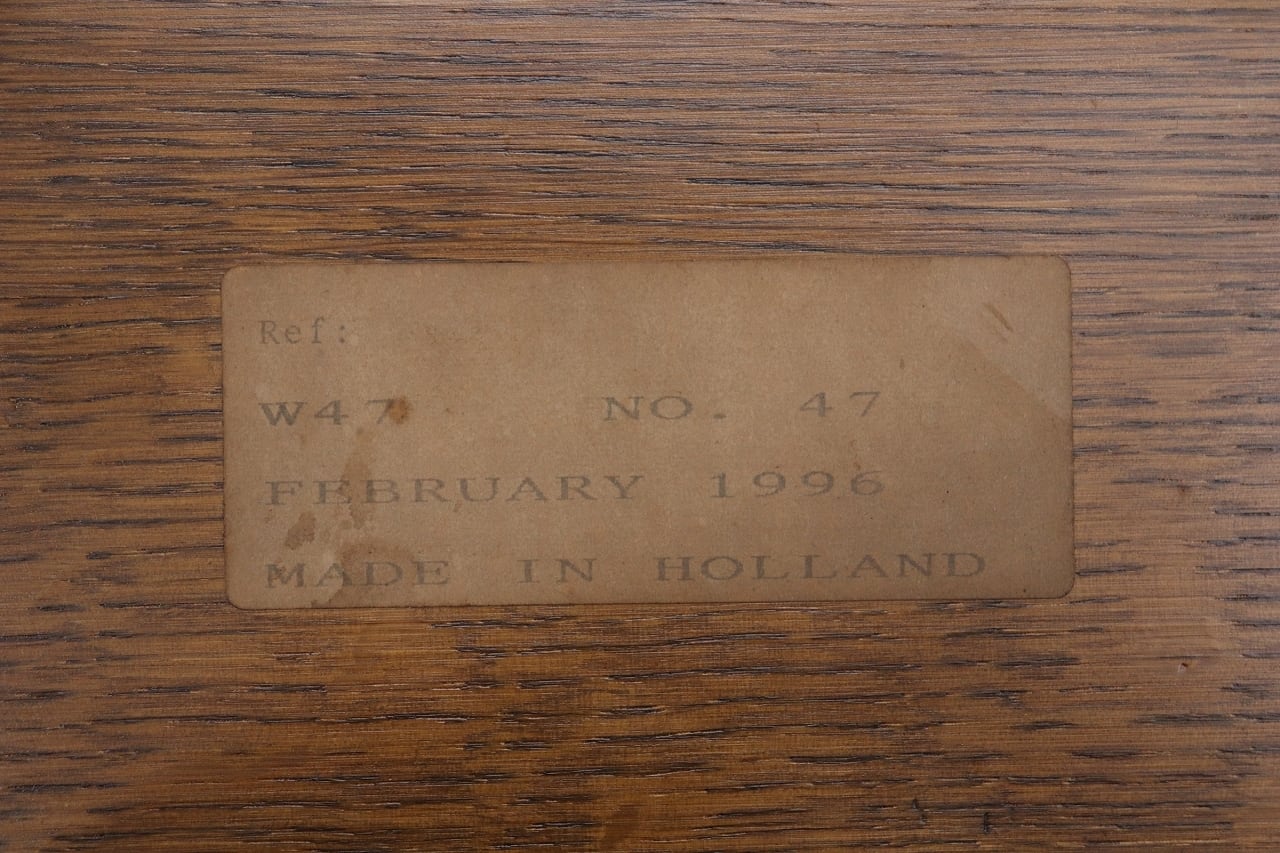 Ref:
W47 NO. 47
FEBRUARY 1996
MADE IN HOLLAND